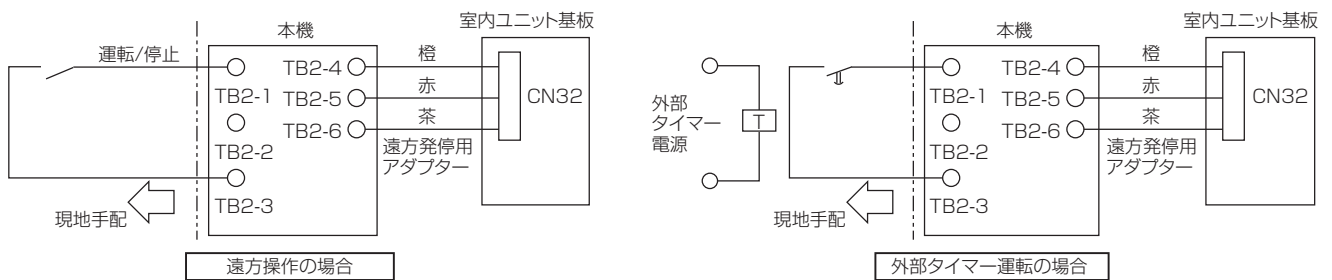 室内ユニット基板
本機
運転/停止
橙
TB2-4
TB2-1
赤
TB2-5
CN32
茶
TB2-6
TB2-2
遠方発停用
アダプター
TB2-3
現地手配
遠方操作の場合
室内ユニット基板
本機
橙
TB2-4
TB2-1
赤
TB2-5
CN32
外部
タイマー
電源
T
茶
TB2-6
TB2-2
遠方発停用
アダプター
TB2-3
現地手配
外部タイマー運転の場合